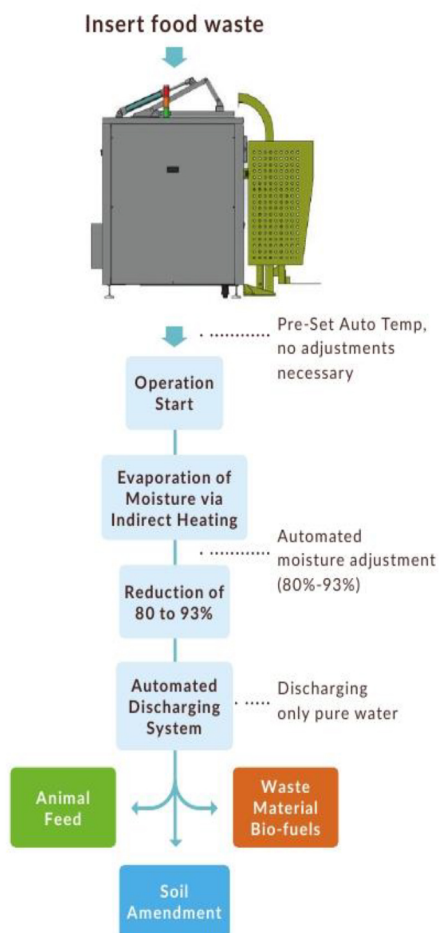 Insert food waste
Pre-Set Auto Temp,
no adjustments
necessary
Operation
Start
Evaporation of
Moisture via
Indirect Heating
Automated
moisture adjustment
(80%-93%)
Reduction of
80 to 93%
Automated
Discharging
System
Discharging
only pure water
Animal
Feed
Waste
Material
Bio-fuels
Soil
Amendment